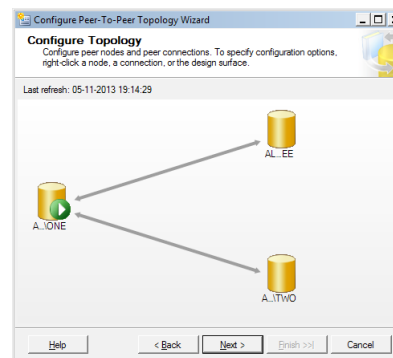 Configure Peer-To-Peer Topology Wizard
Configure Topology
Configure peer nodes and peer connections. To specify configuration options,
right-click a node, a connection, or the design surface.
Last refresh: 05-11-2013 19:14:29
AL...EE
A...\ONE
A...\TWO
Help
< Back
Next >
Finish >>|
Cancel